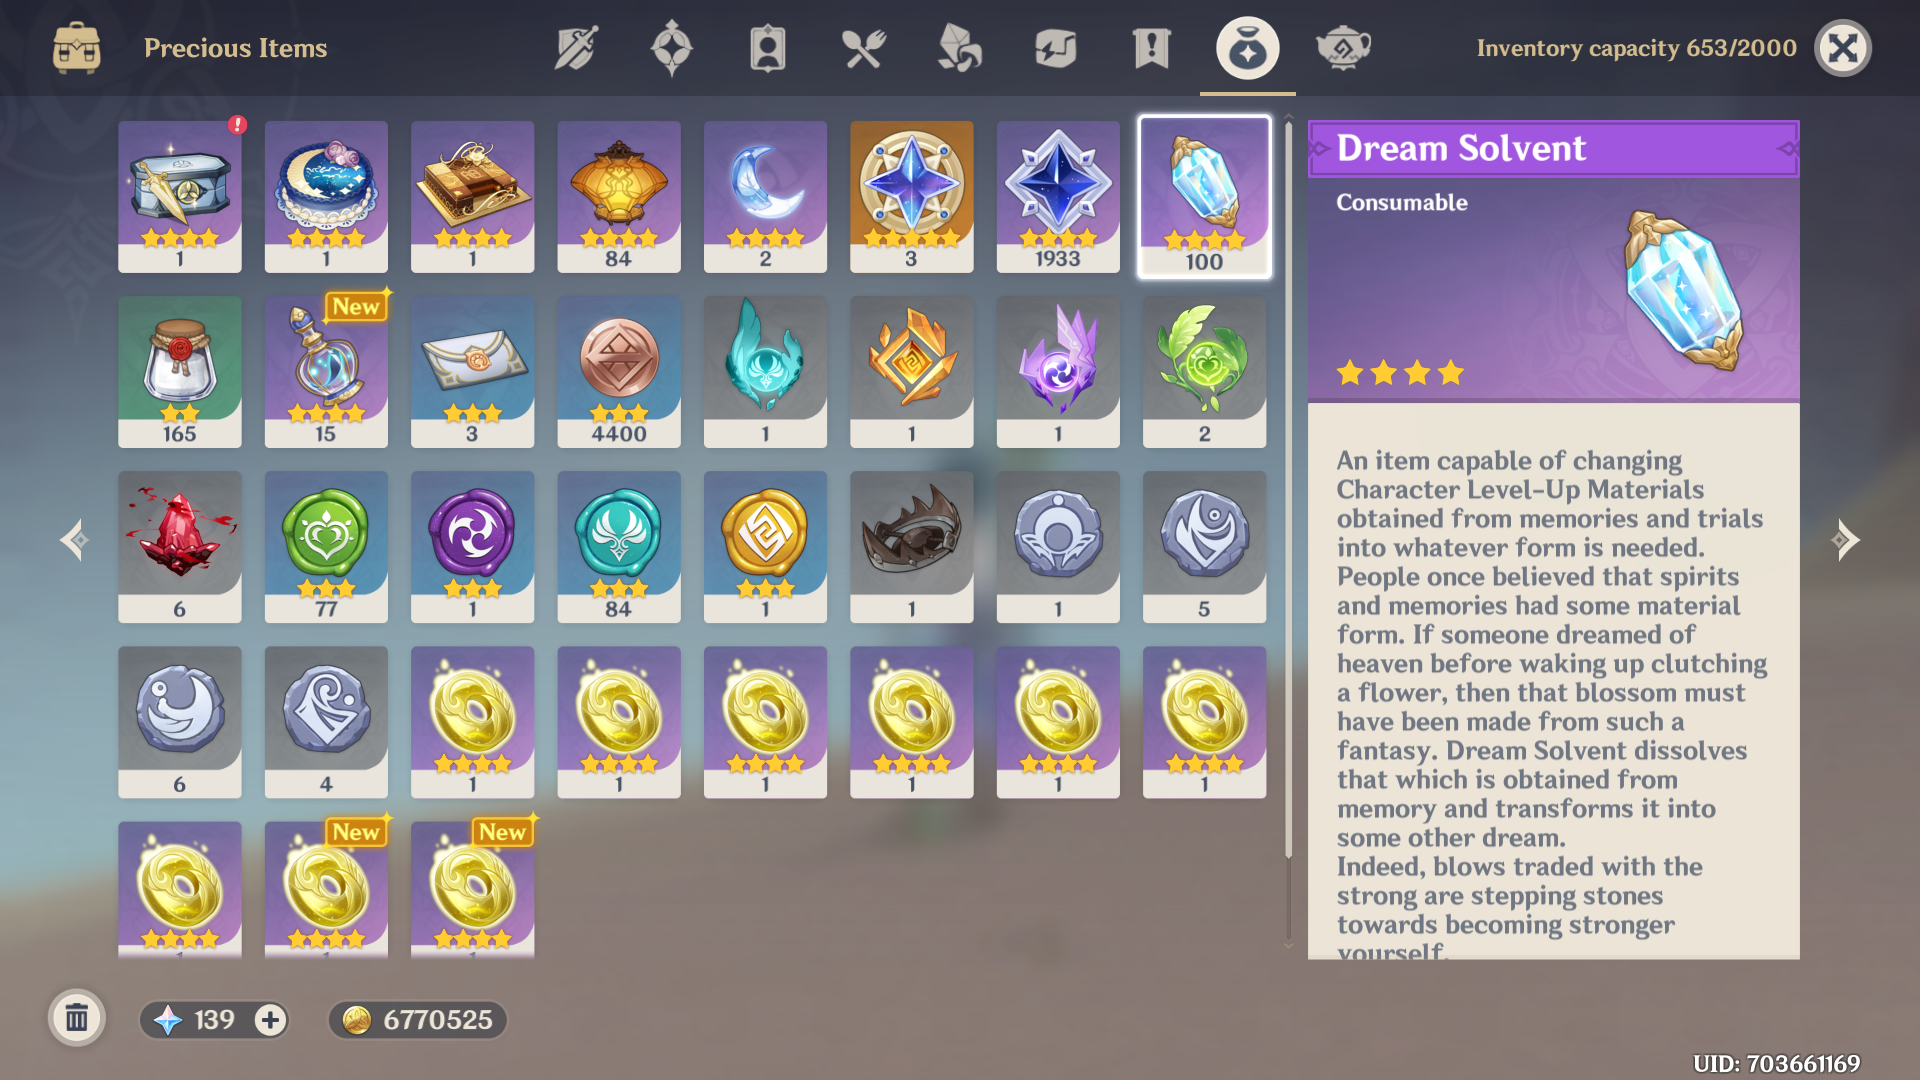 Precious Items
Inventory capacity 653/2000
1
1
1
84
2
3
1933
100
New
165
15
3
4400
1
1
1
2
6
77
1
84
1
1
1
5
6
4
1
1
1
1
1
1
New
New
Dream Solvent
Consumable
An item capable of changing
Character Level-Up Materials
obtained from memories and trials
into whatever form is needed.
People once believed that spirits
and memories had some material
form. If someone dreamed of
heaven before waking up clutching
a flower, then that blossom must
have been made from such a
fantasy. Dream Solvent dissolves
that which is obtained from
memory and transforms it into
some other dream.
Indeed, blows traded with the
strong are stepping stones
towards becoming stronger
yourself.
139
6770525
UID: 703661169